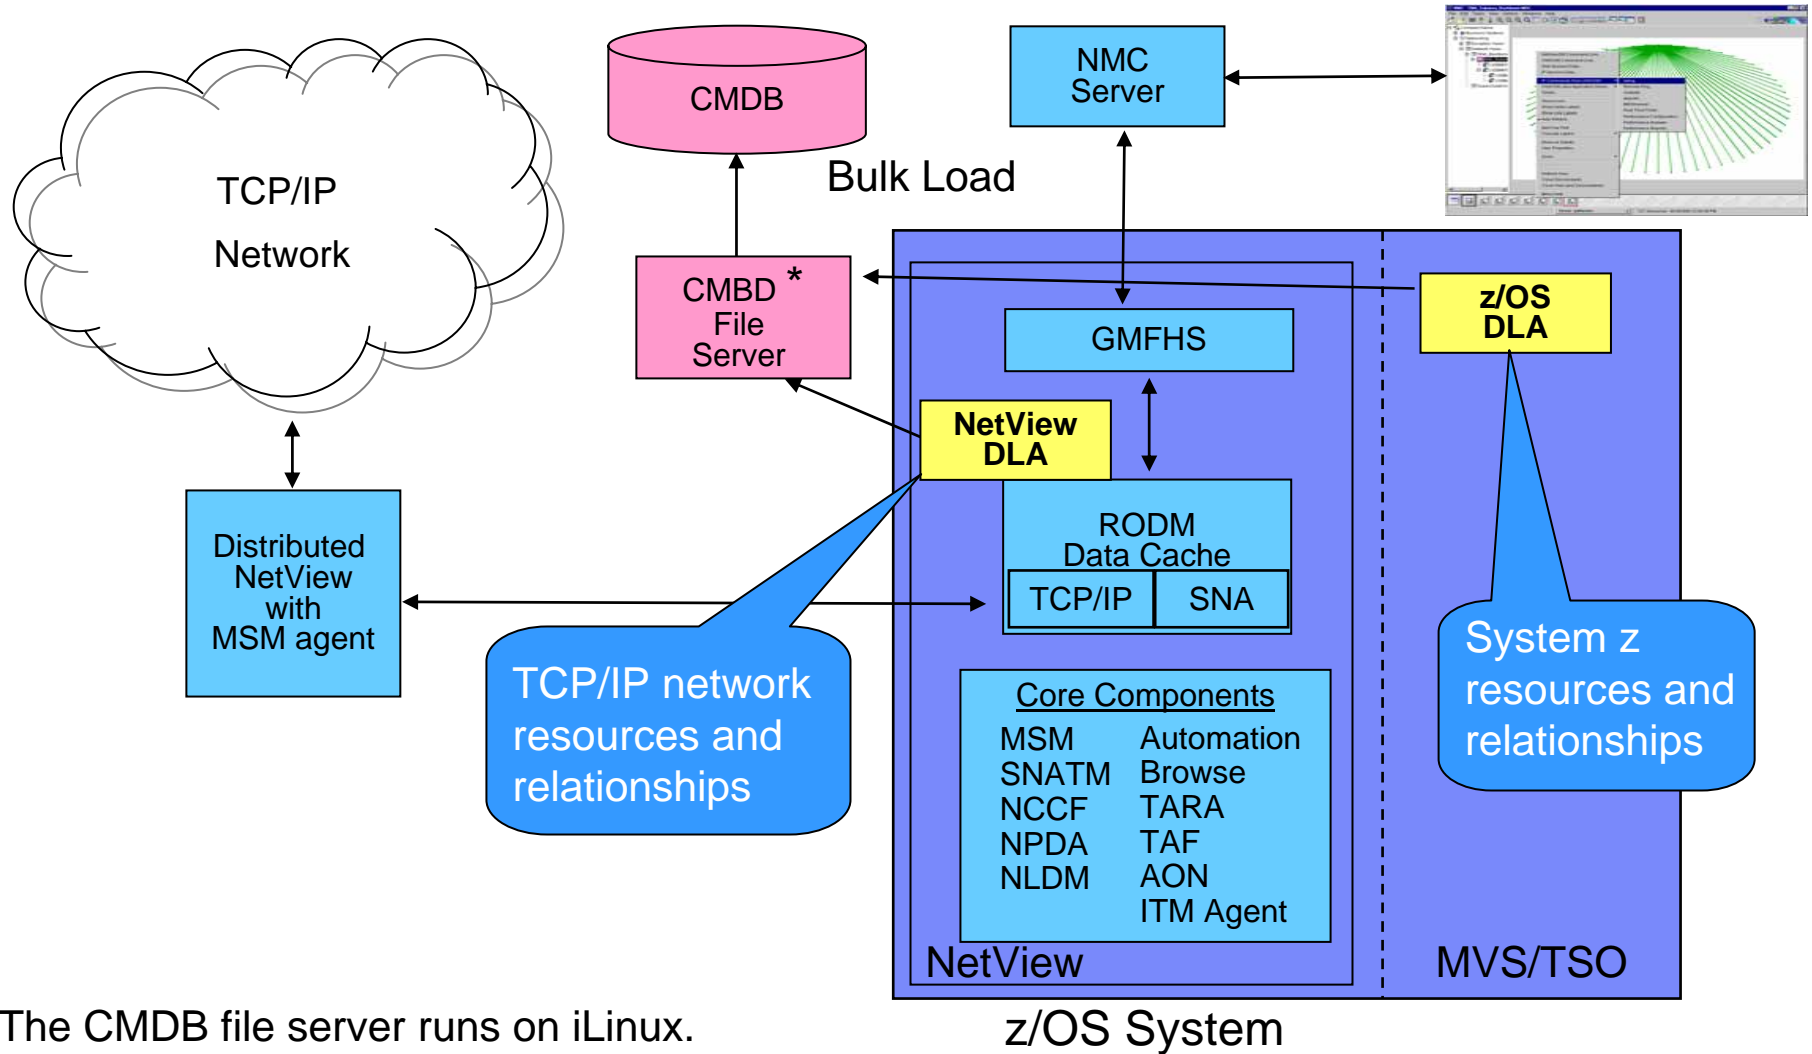 TCP/IP
Network
CMDB
NMC
Server
Bulk Load
CMBD *
File
Server
GMFHS
z/OS
DLA
NetView
DLA
RODM
Data Cache
TCP/IP SNA
Distributed
NetView
with
MSM agent
TCP/IP network
resources and
relationships
System z
resources and
relationships
Core Components
MSM Automation
SNATM Browse
NCCF TARA
NPDA TAF
NLDM AON
ITM Agent
NetView
MVS/TSO
The CMDB file server runs on iLinux.
z/OS System